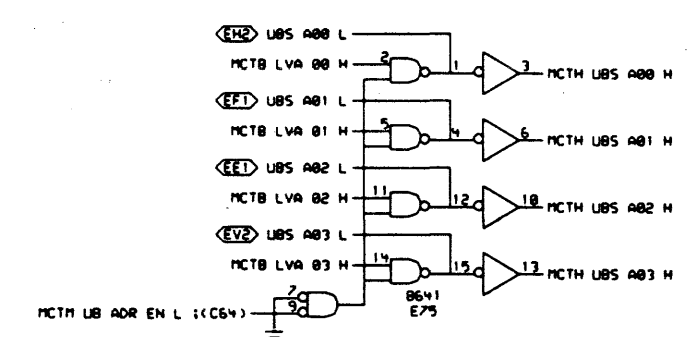 EH2 UBS A00 L
MCTB LVA 00 H 2 1 3 MCTH UBS A00 H
EF1 UBS A01 L
MCTB LVA 01 H 5 4 6 MCTH UBS A01 H
EE1 UBS A02 L
MCTB LVA 02 H 11 12 10 MCTH UBS A02 H
EV2 UBS A03 L
MCTB LVA 03 H 14 15 13 MCTH UBS A03 H
8641
E75
7
MCTM UB ADR EN L ;(C64) 9